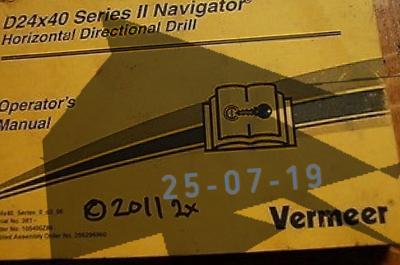 D24x40 Series II Navigator®
Horizontal Directional Drill
Operator's
Manual
25-07-19
©2011 2x
Vermeer